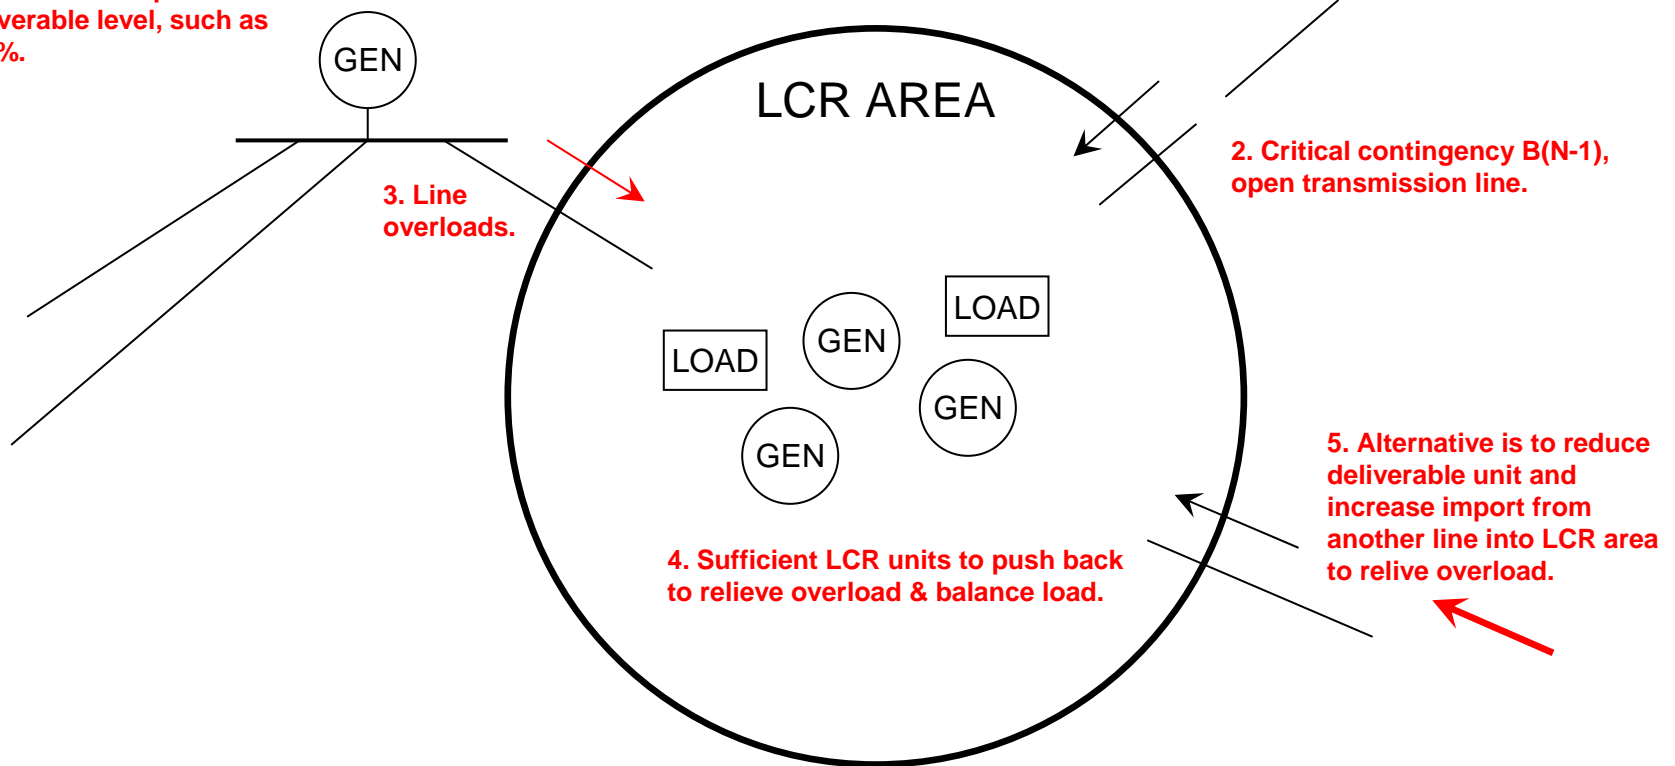 verable level, such as
%.
GEN
LCR AREA
2. Critical contingency B(N-1),
open transmission line.
3. Line
overloads.
LOAD
GEN
LOAD
GEN
GEN
5. Alternative is to reduce
deliverable unit and
increase import from
another line into LCR area
to relive overload.
4. Sufficient LCR units to push back
to relieve overload & balance load.